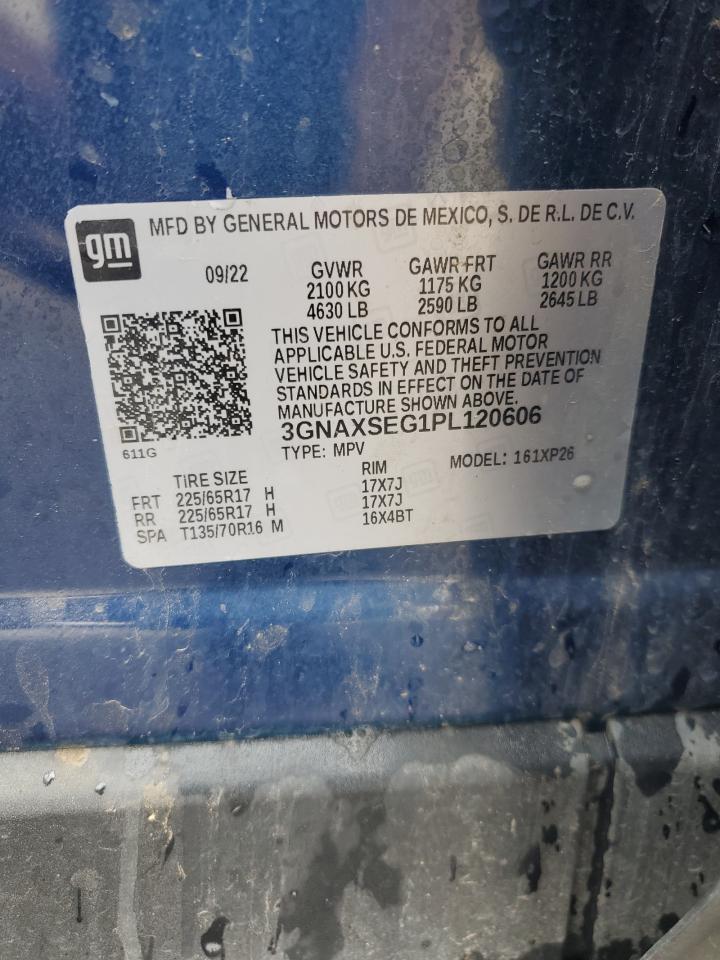 gm
MFD BY GENERAL MOTORS DE MEXICO, S. DE R.L. DE C.V.
09/22 GVWR GAWR FRT GAWR RR
2100 KG 1175 KG 1200 KG
4630 LB 2590 LB 2645 LB
THIS VEHICLE CONFORMS TO ALL
APPLICABLE U.S. FEDERAL MOTOR
VEHICLE SAFETY AND THEFT PREVENTION
STANDARDS IN EFFECT ON THE DATE OF
MANUFACTURE SHOWN ABOVE.
3GNAXSEG1PL120606
611G
TYPE: MPV MODEL: 161XP26
TIRE SIZE RIM
FRT 225/65R17 H 17X7J
RR 225/65R17 H 17X7J
SPA T135/70R16 M 16X4BT